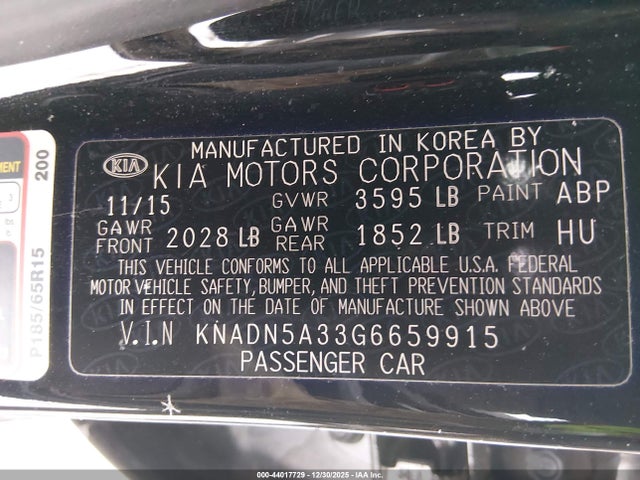 MANUFACTURED IN KOREA BY
KIA KIA MOTORS CORPORATION
11/15 GVWR 3595 LB PAINT ABP
GAWR FRONT 2028 LB GAWR REAR 1852 LB TRIM HU
THIS VEHICLE CONFORMS TO ALL APPLICABLE U.S.A. FEDERAL
MOTOR VEHICLE SAFETY, BUMPER, AND THEFT PREVENTION STANDARDS
IN EFFECT ON THE DATE OF MANUFACTURE SHOWN ABOVE
V.I.N KNADN5A33G6659915
PASSENGER CAR
200
P185/65R15
000-44017729 - 12/30/2025 - IAAI, Inc.